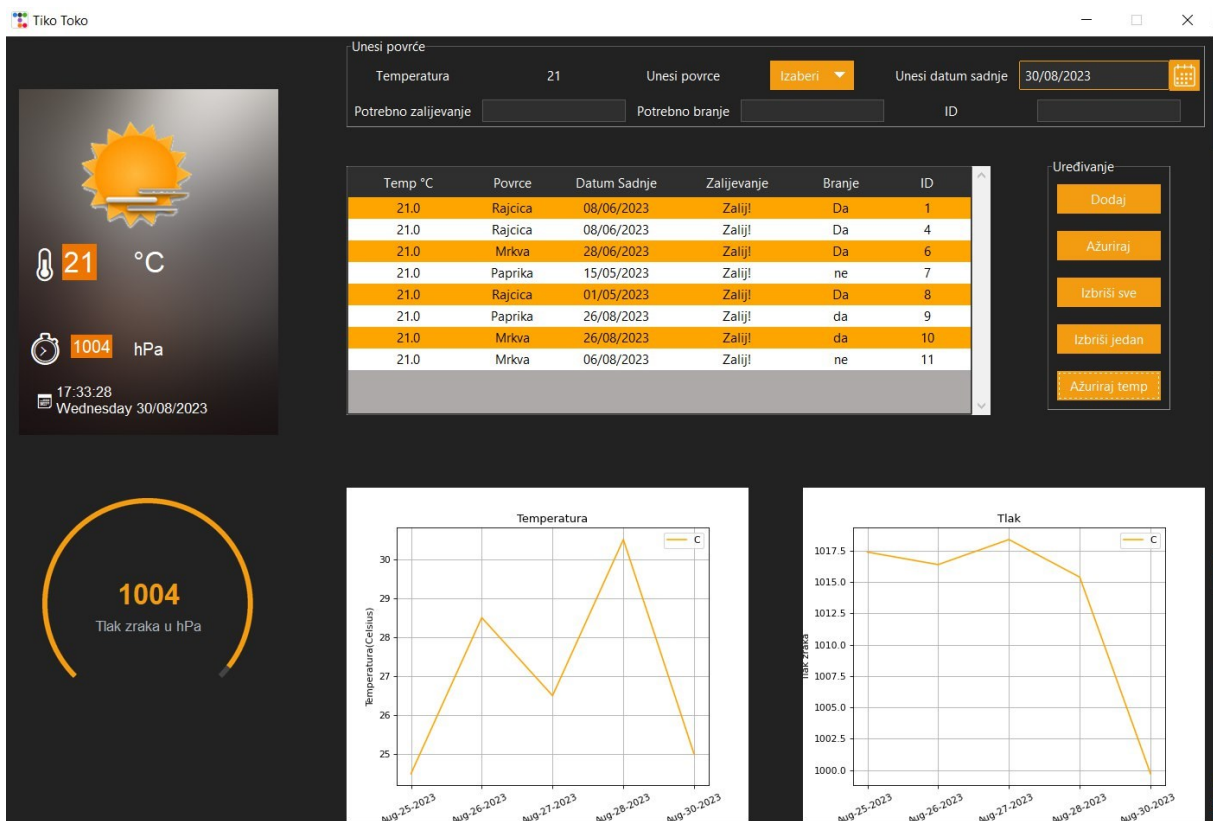 Tiko Toko
Unesi povrće
Temperatura 21 Unesi povrce Izaberi Unesi datum sadnje 30/08/2023
Potrebno zalijevanje Potrebno branje ID
21 °C
1004 hPa
17:33:28
Wednesday 30/08/2023
Temp °C Povrce Datum Sadnje Zalijevanje Branje ID
21.0 Rajcica 08/06/2023 Zalij! Da 1
21.0 Rajcica 08/06/2023 Zalij! Da 4
21.0 Mrkva 28/06/2023 Zalij! Da 6
21.0 Paprika 15/05/2023 Zalij! ne 7
21.0 Rajcica 01/05/2023 Zalij! Da 8
21.0 Paprika 26/08/2023 Zalij! da 9
21.0 Mrkva 26/08/2023 Zalij! da 10
21.0 Mrkva 06/08/2023 Zalij! ne 11
Uređivanje
Dodaj
Ažuriraj
Izbriši sve
Izbriši jedan
Ažuriraj temp
1004
Tlak zraka u hPa
Temperatura
C
Temperatura(Celsius)
30
29
28
27
26
25
Aug-25-2023 Aug-26-2023 Aug-27-2023 Aug-28-2023 Aug-30-2023
Tlak
C
Tlak zraka
1017.5
1015.0
1012.5
1010.0
1007.5
1005.0
1002.5
1000.0
Aug-25-2023 Aug-26-2023 Aug-27-2023 Aug-28-2023 Aug-30-2023